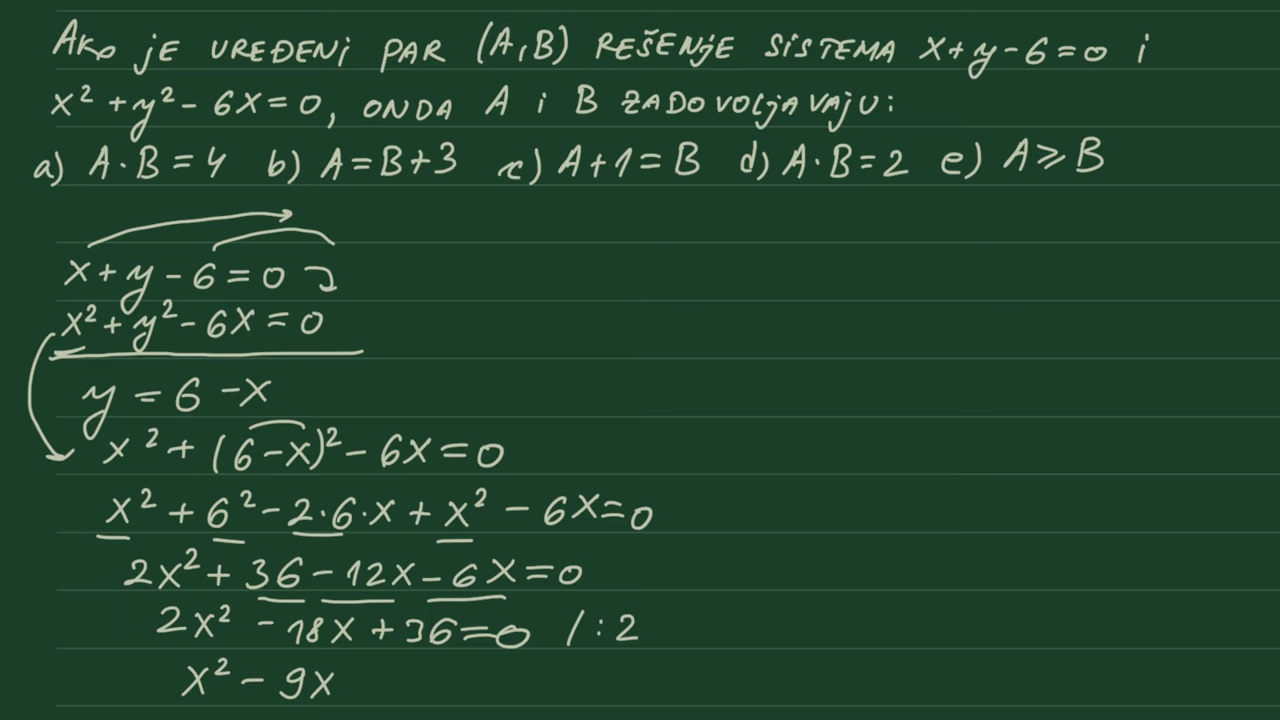 Ako je UREĐENi PAR (A,B) REŠENjE SiSTEMA x+y-6=0 i
x²+y²-6x=0, ONDA A i B ZADOVOLjAVAjU:
a) A·B=4 b) A=B+3 c) A+1=B d) A·B=2 e) A⩾B
x+y-6=0
x²+y²-6x=0
y=6-x
x²+(6-x)²-6x=0
x²+6²-2·6·x+x²-6x=0
2x²+36-12x-6x=0
2x²-18x+36=0 /:2
x²-9x